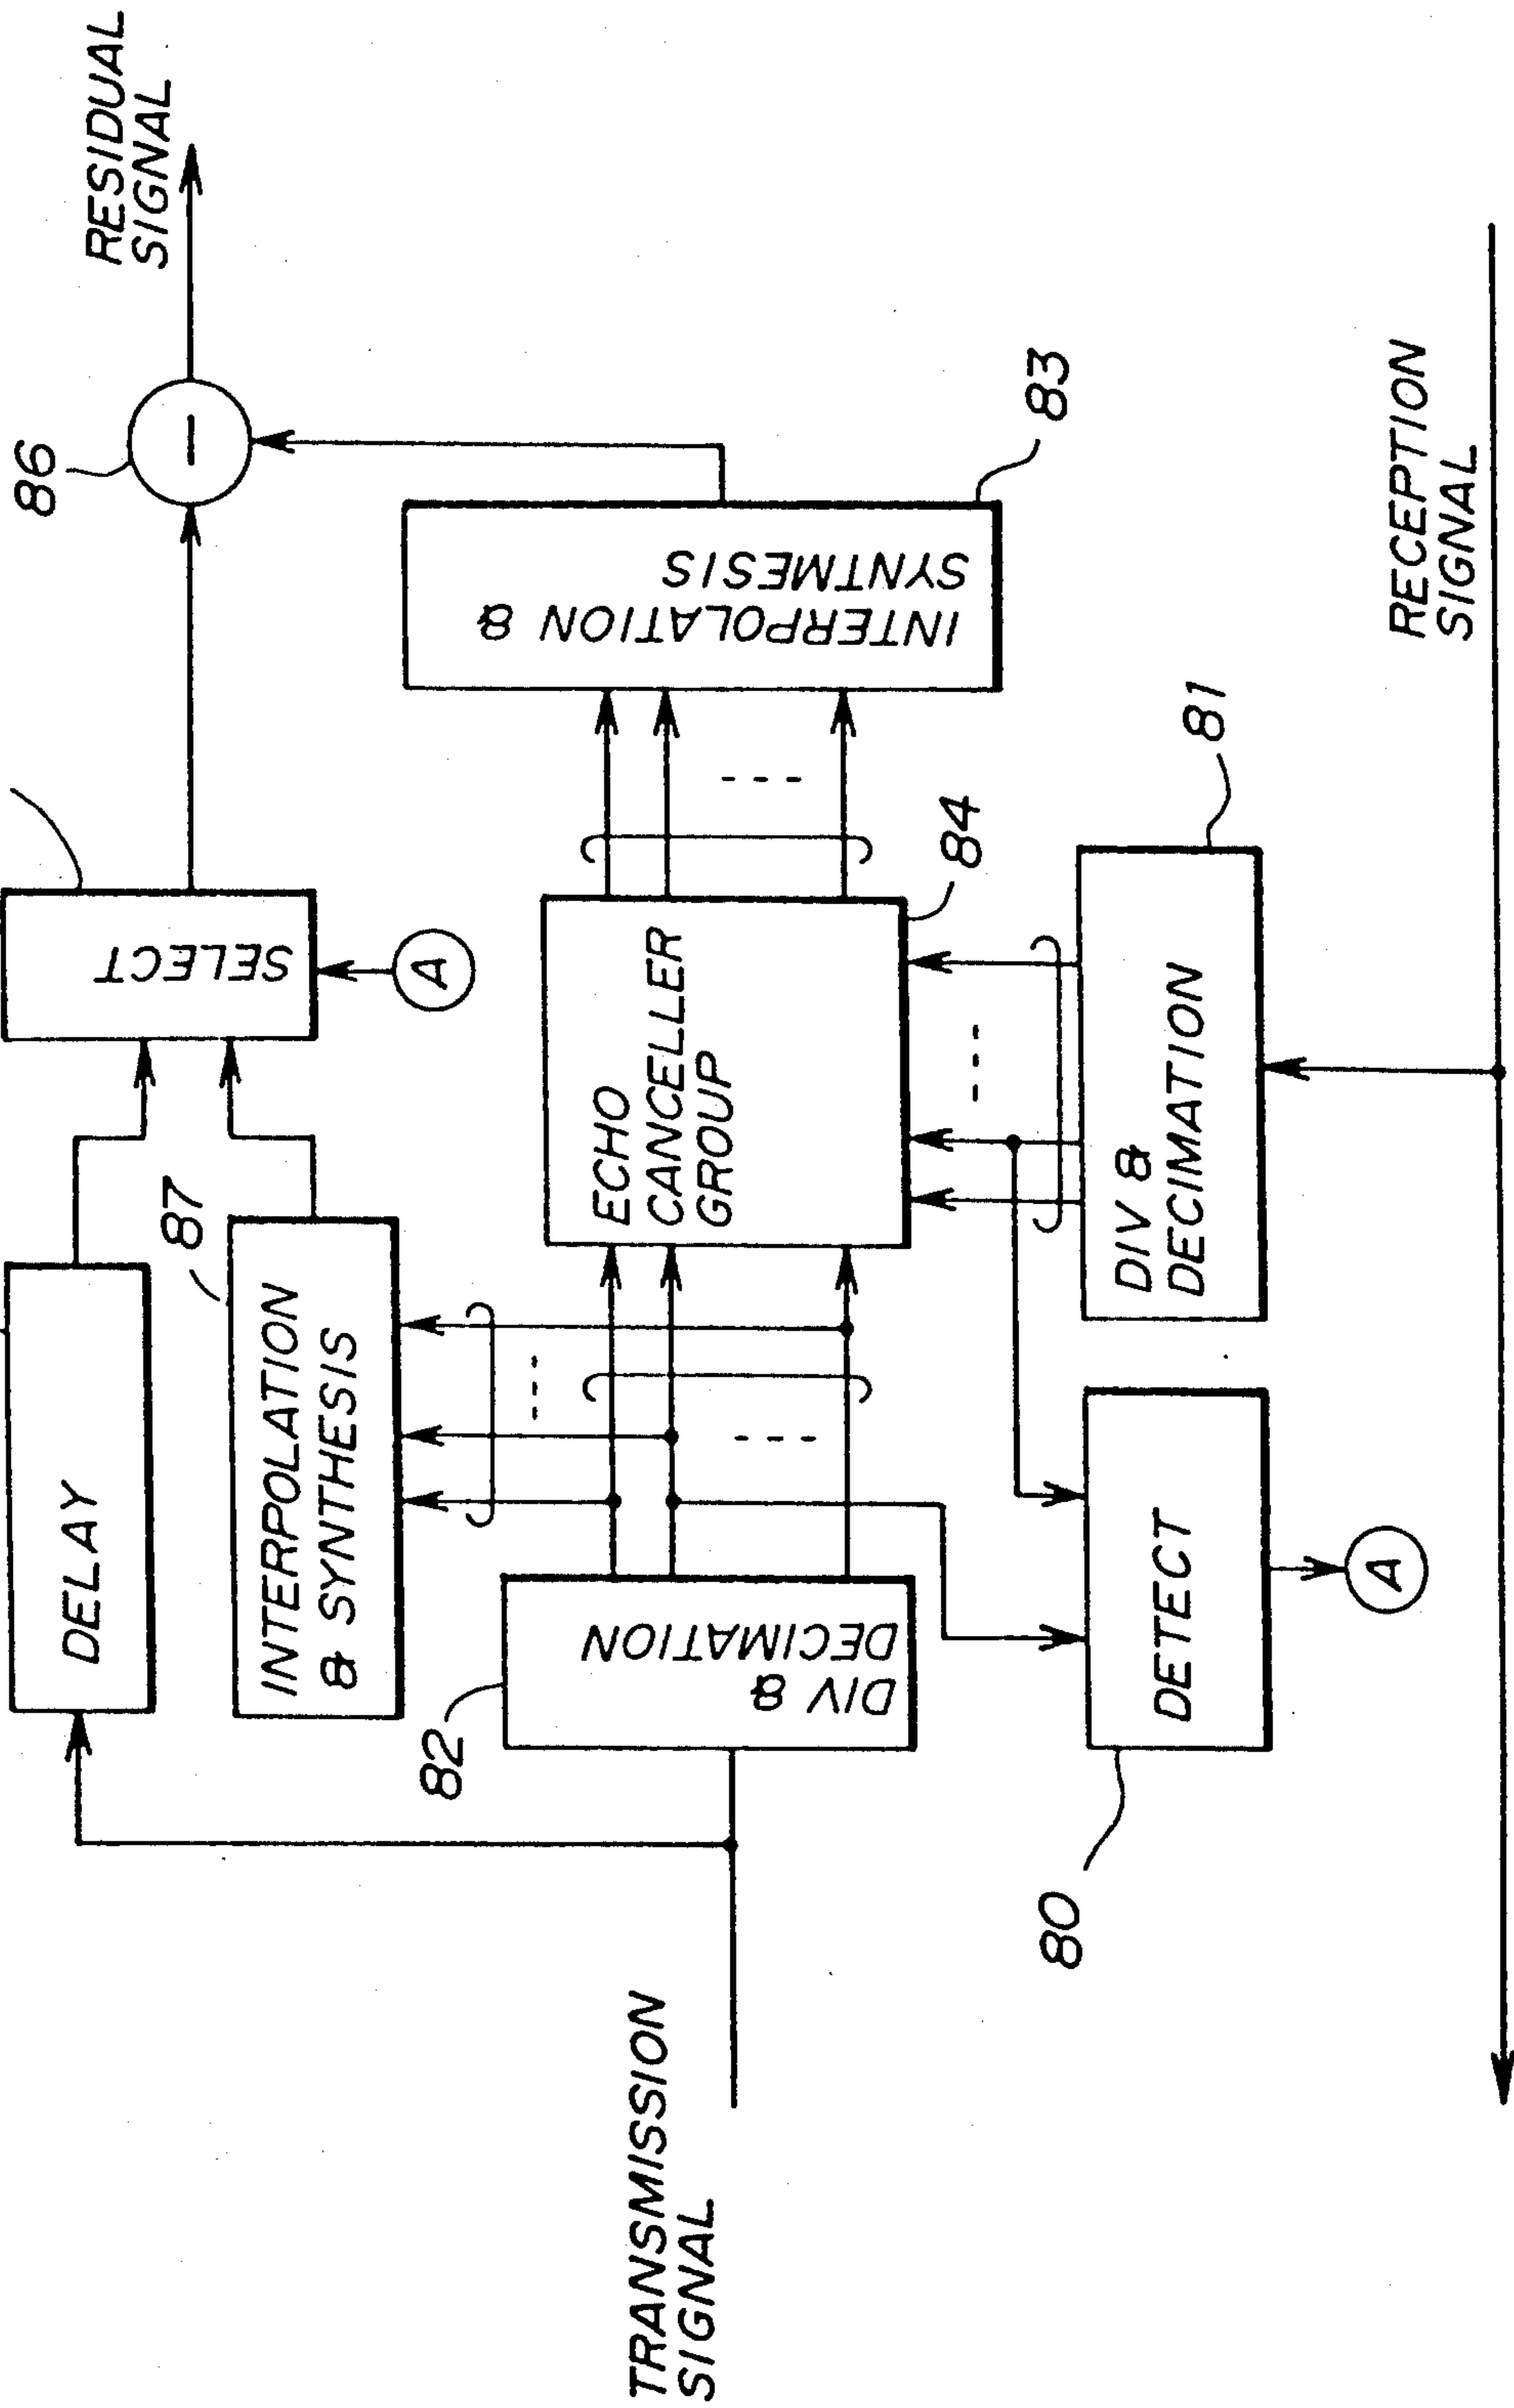 86
RESIDUAL
SIGNAL
SELECT
A
DELAY
87
INTERPOLATION
& SYNTHESIS
INTERPOLATION &
SYNTMESIS
83
ECHO
CANCELLER
GROUP
84
82
DIV &
DECIMATION
TRANSMISSION
SIGNAL
DIV &
DECIMATION
81
DETECT
80
A
RECEPTION
SIGNAL